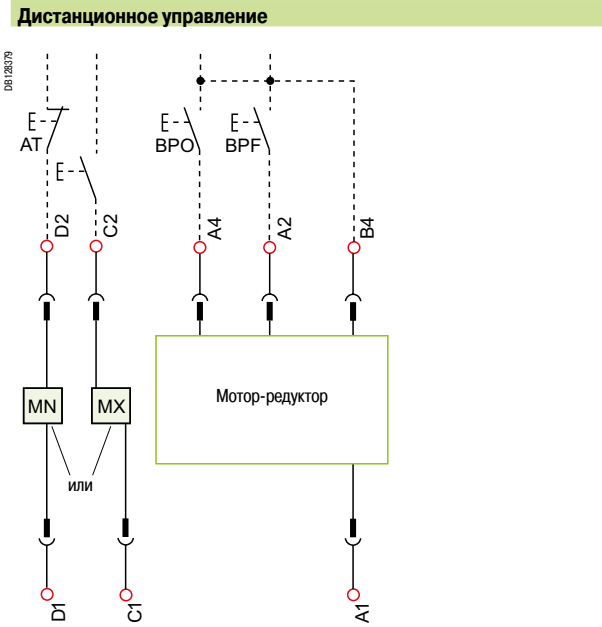 Дистанционное управление
DB128379
E
AT
E
E
BPO
E
BPF
D2
C2
A4
A2
B4
MN
MX
Мотор-редуктор
или
D1
C1
A1